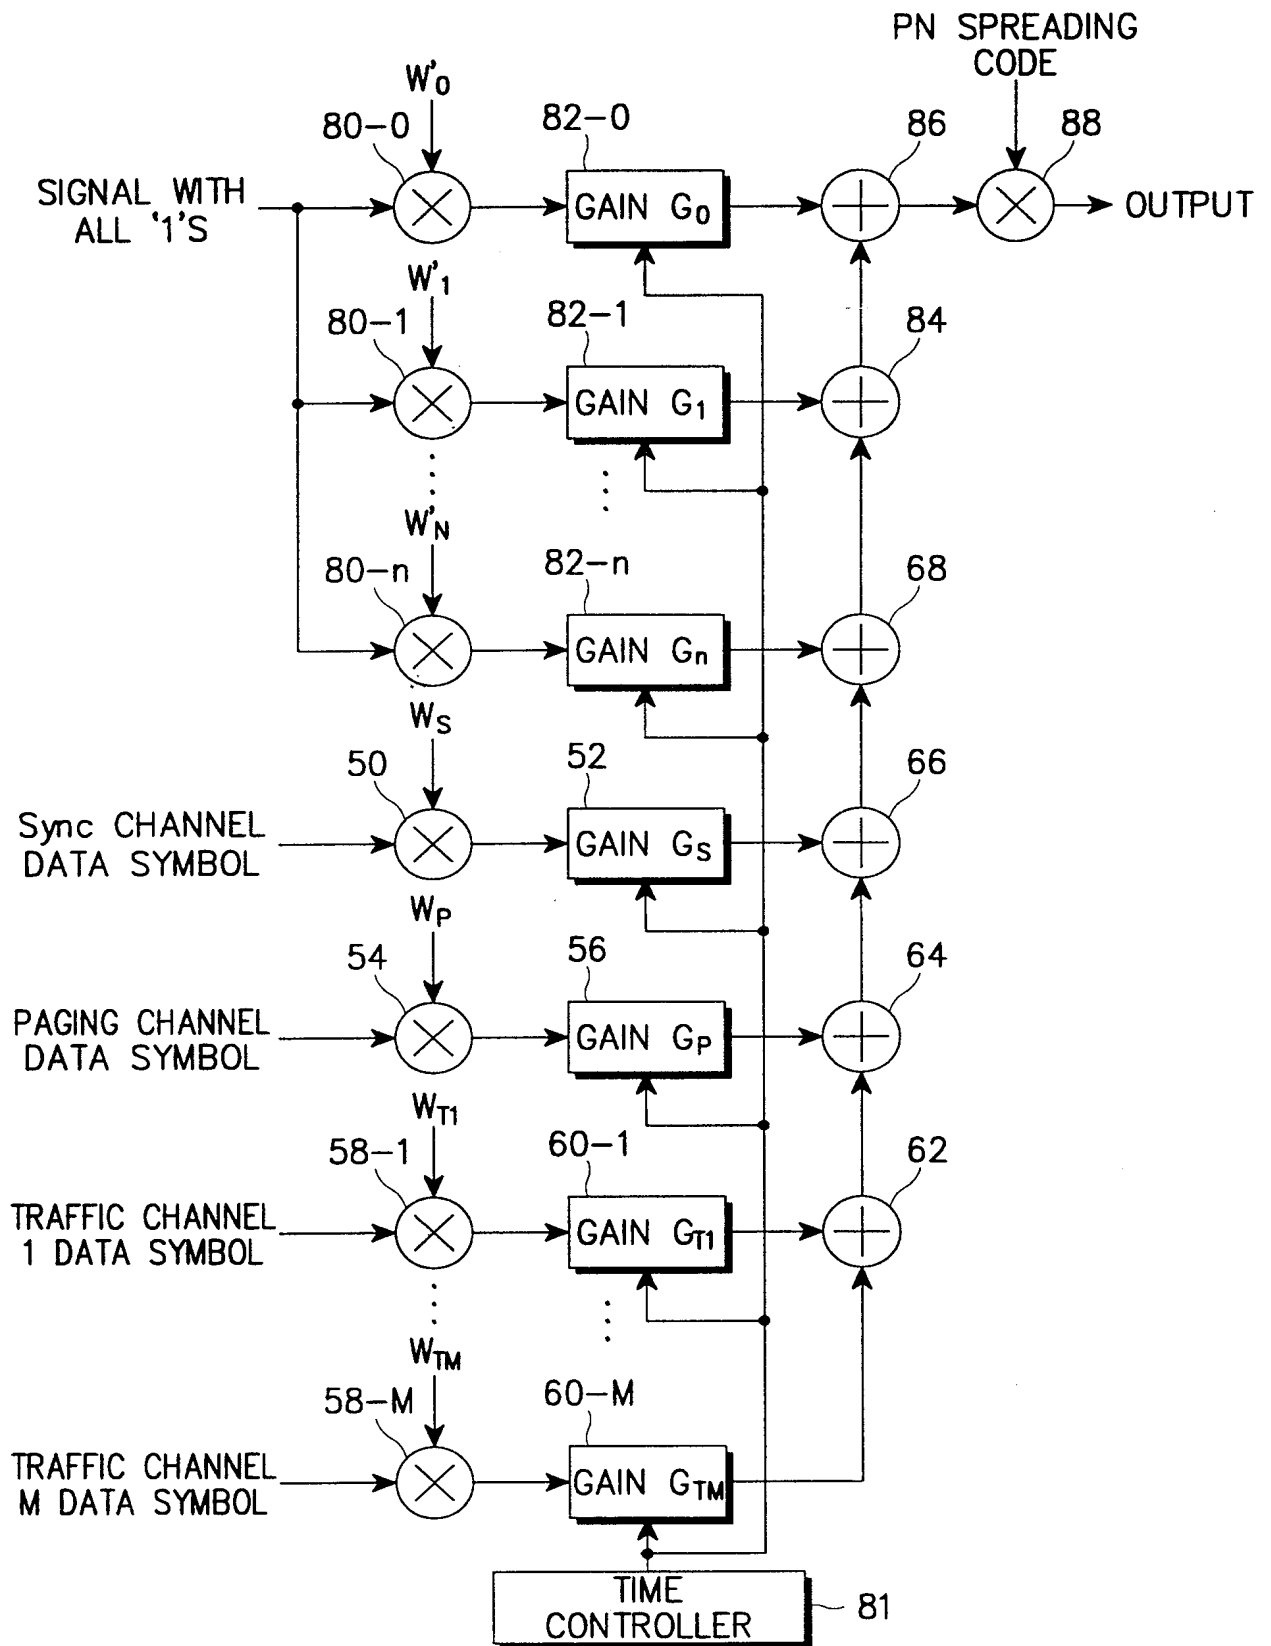 PN SPREADING
CODE
W'0
80-0
82-0
86
88
SIGNAL WITH
ALL '1'S
GAIN G0
OUTPUT
W'1
80-1
82-1
84
GAIN G1
W'N
80-n
82-n
68
GAIN Gn
WS
50
52
66
Sync CHANNEL
DATA SYMBOL
GAIN GS
WP
54
56
64
PAGING CHANNEL
DATA SYMBOL
GAIN GP
WT1
58-1
60-1
62
TRAFFIC CHANNEL
1 DATA SYMBOL
GAIN GT1
WTM
58-M
60-M
TRAFFIC CHANNEL
M DATA SYMBOL
GAIN GTM
TIME
CONTROLLER
81